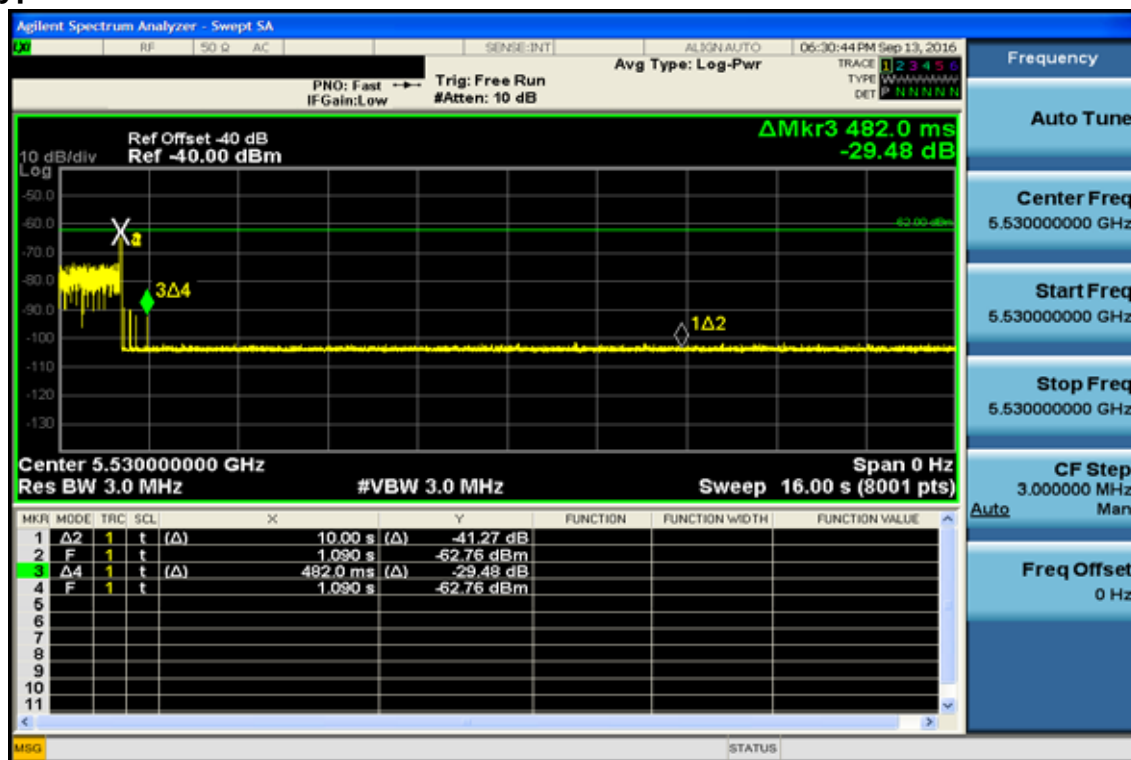 Agilent Spectrum Analyzer - Swept SA
LXI RF 50 Ω AC SENSE:INT ALIGN AUTO 06:30:44 PM Sep 13, 2016
Avg Type: Log-Pwr TRACE 1 2 3 4 5 6
PNO: Fast Trig: Free Run TYPE WWWWWW
IFGain:Low #Atten: 10 dB DET P N N N N N
Frequency
Auto Tune
ΔMkr3 482.0 ms
-29.48 dB
Ref Offset -40 dB
10 dB/div Ref -40.00 dBm
Log
-50.0
-60.0
-62.00 dBm
-70.0
-80.0
3Δ4
-90.0
1Δ2
-100
-110
-120
-130
Center 5.530000000 GHz Span 0 Hz
Res BW 3.0 MHz #VBW 3.0 MHz Sweep 16.00 s (8001 pts)
Center Freq
5.530000000 GHz
Start Freq
5.530000000 GHz
Stop Freq
5.530000000 GHz
CF Step
3.000000 MHz
Auto Man
Freq Offset
0 Hz
MKR MODE TRC SCL X Y FUNCTION FUNCTION WIDTH FUNCTION VALUE
1 Δ2 1 t (Δ) 10.00 s (Δ) -41.27 dB
2 F 1 t 1.090 s -62.76 dBm
3 Δ4 1 t (Δ) 482.0 ms (Δ) -29.48 dB
4 F 1 t 1.090 s -62.76 dBm
5
6
7
8
9
10
11
MSG STATUS